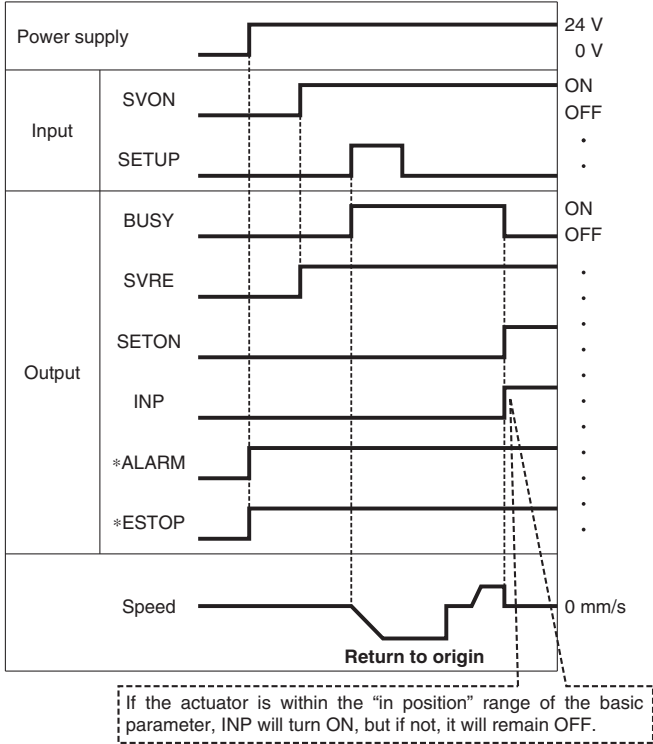 Power supply
24 V
0 V
Input
SVON
ON
OFF
SETUP
Output
BUSY
ON
OFF
SVRE
SETON
INP
*ALARM
*ESTOP
Speed
0 mm/s
Return to origin
If the actuator is within the “in position” range of the basic
parameter, INP will turn ON, but if not, it will remain OFF.